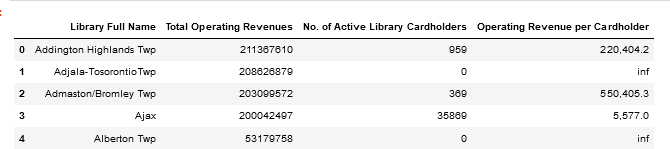 Library Full Name Total Operating Revenues No. of Active Library Cardholders Operating Revenue per Cardholder
0 Addington Highlands Twp 211367610 959 220,404.2
1 Adjala-TosorontioTwp 208626879 0 inf
2 Admaston/Bromley Twp 203099572 369 550,405.3
3 Ajax 200042497 35869 5,577.0
4 Alberton Twp 53179758 0 inf